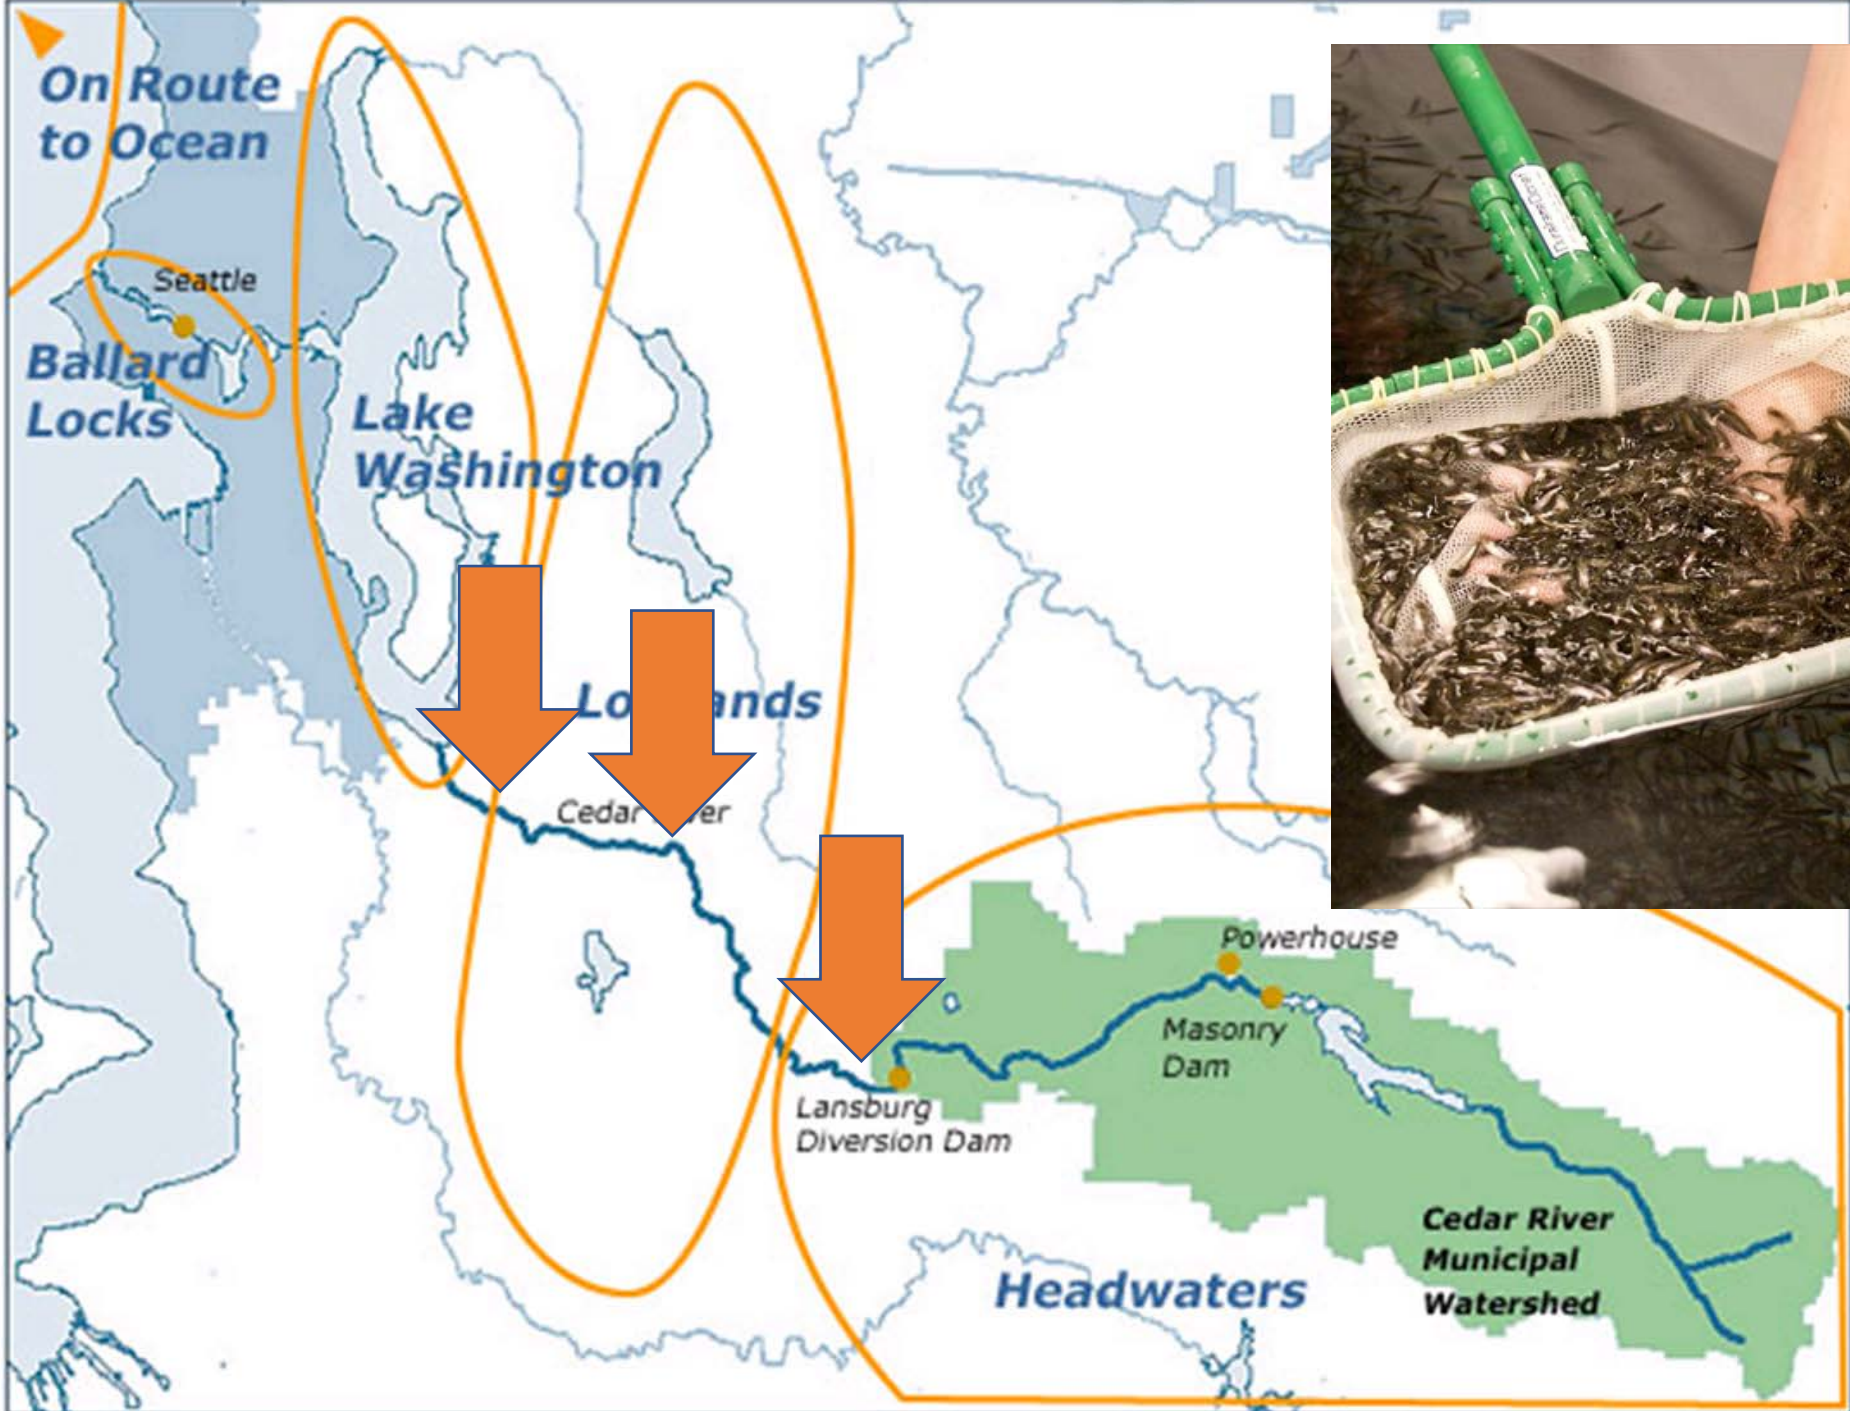 On Route
to Ocean
Seattle
Ballard
Locks
Lake
Washington
Cedar
Powerhouse
Masonry
Dam
Lansburg
Diversion Dam
Cedar River
Municipal
Watershed
Headwaters